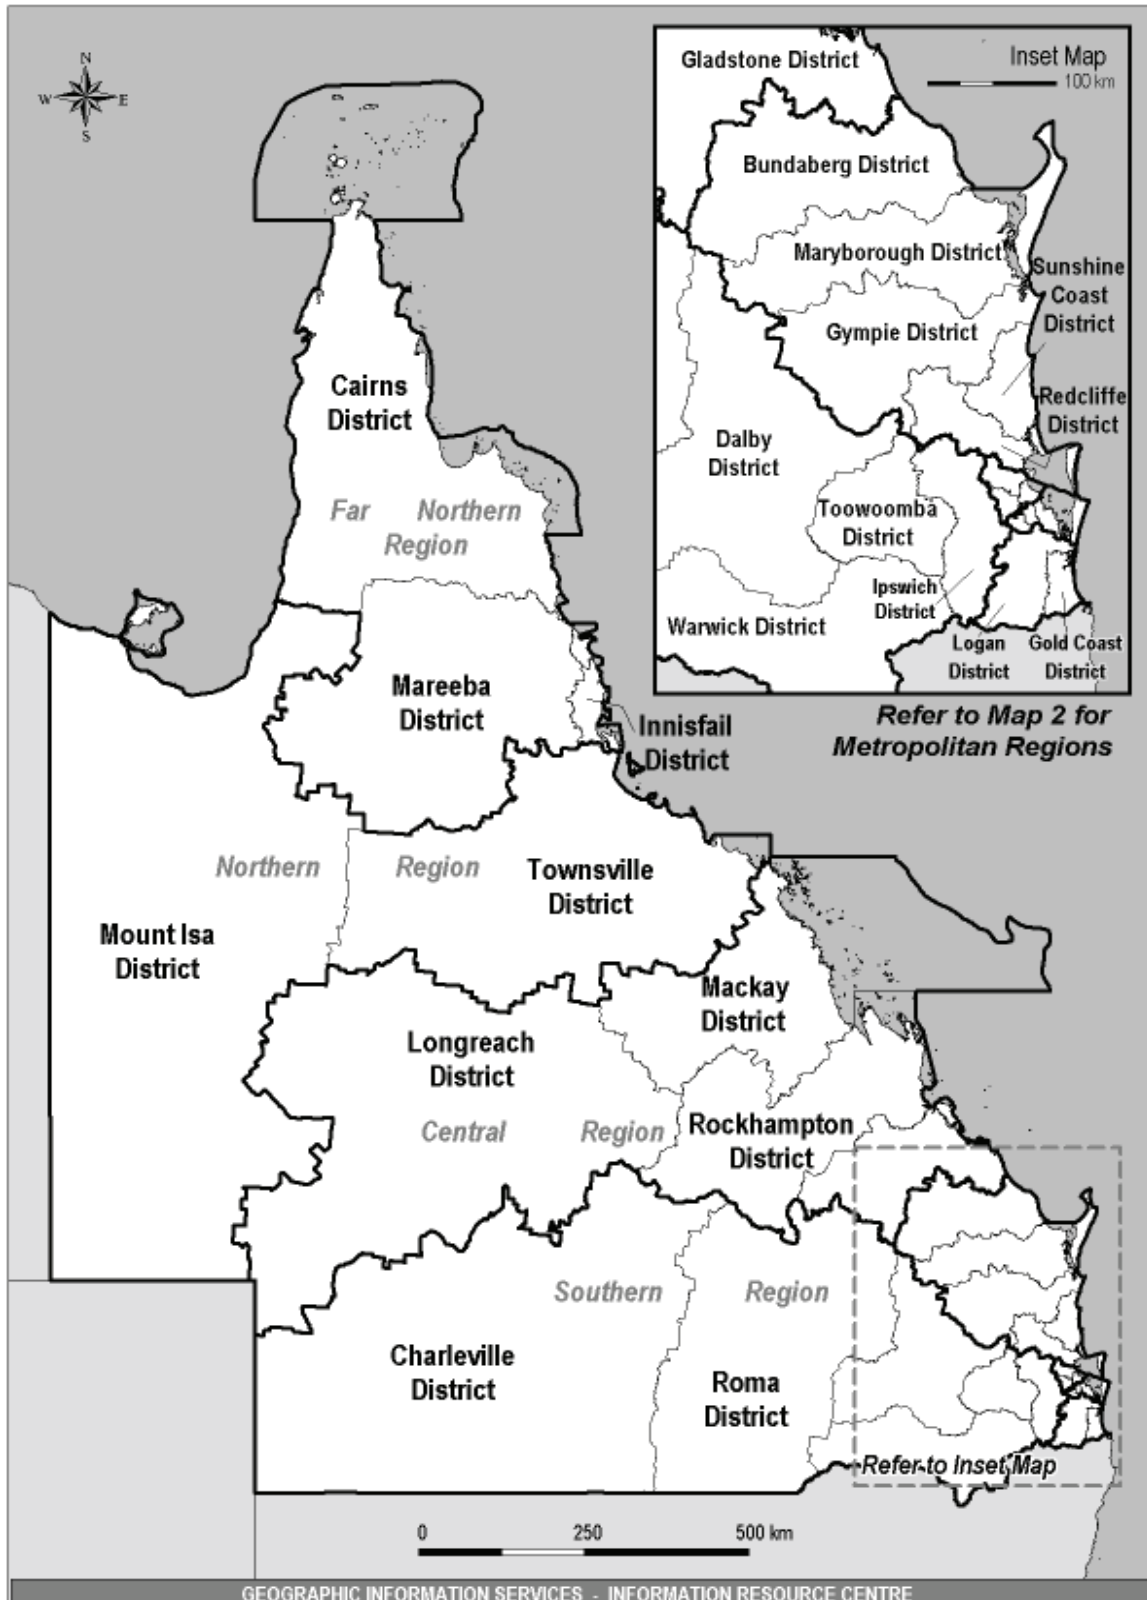 N
W E
S
Gladstone District
Inset Map
100 km
Bundaberg District
Maryborough District
Sunshine
Coast
District
Gympie District
Redcliffe
District
Dalby
District
Toowoomba
District
Ipswich
District
Warwick District
Logan
District
Gold Coast
District
Refer to Map 2 for
Metropolitan Regions
Cairns
District
Far Northern
Region
Mareeba
District
Innisfail
District
Northern Region
Townsville
District
Mount Isa
District
Mackay
District
Longreach
District
Central Region
Rockhampton
District
Southern Region
Charleville
District
Roma
District
Refer to Inset Map
0 250 500 km
GEOGRAPHIC INFORMATION SERVICES - INFORMATION RESOURCE CENTRE